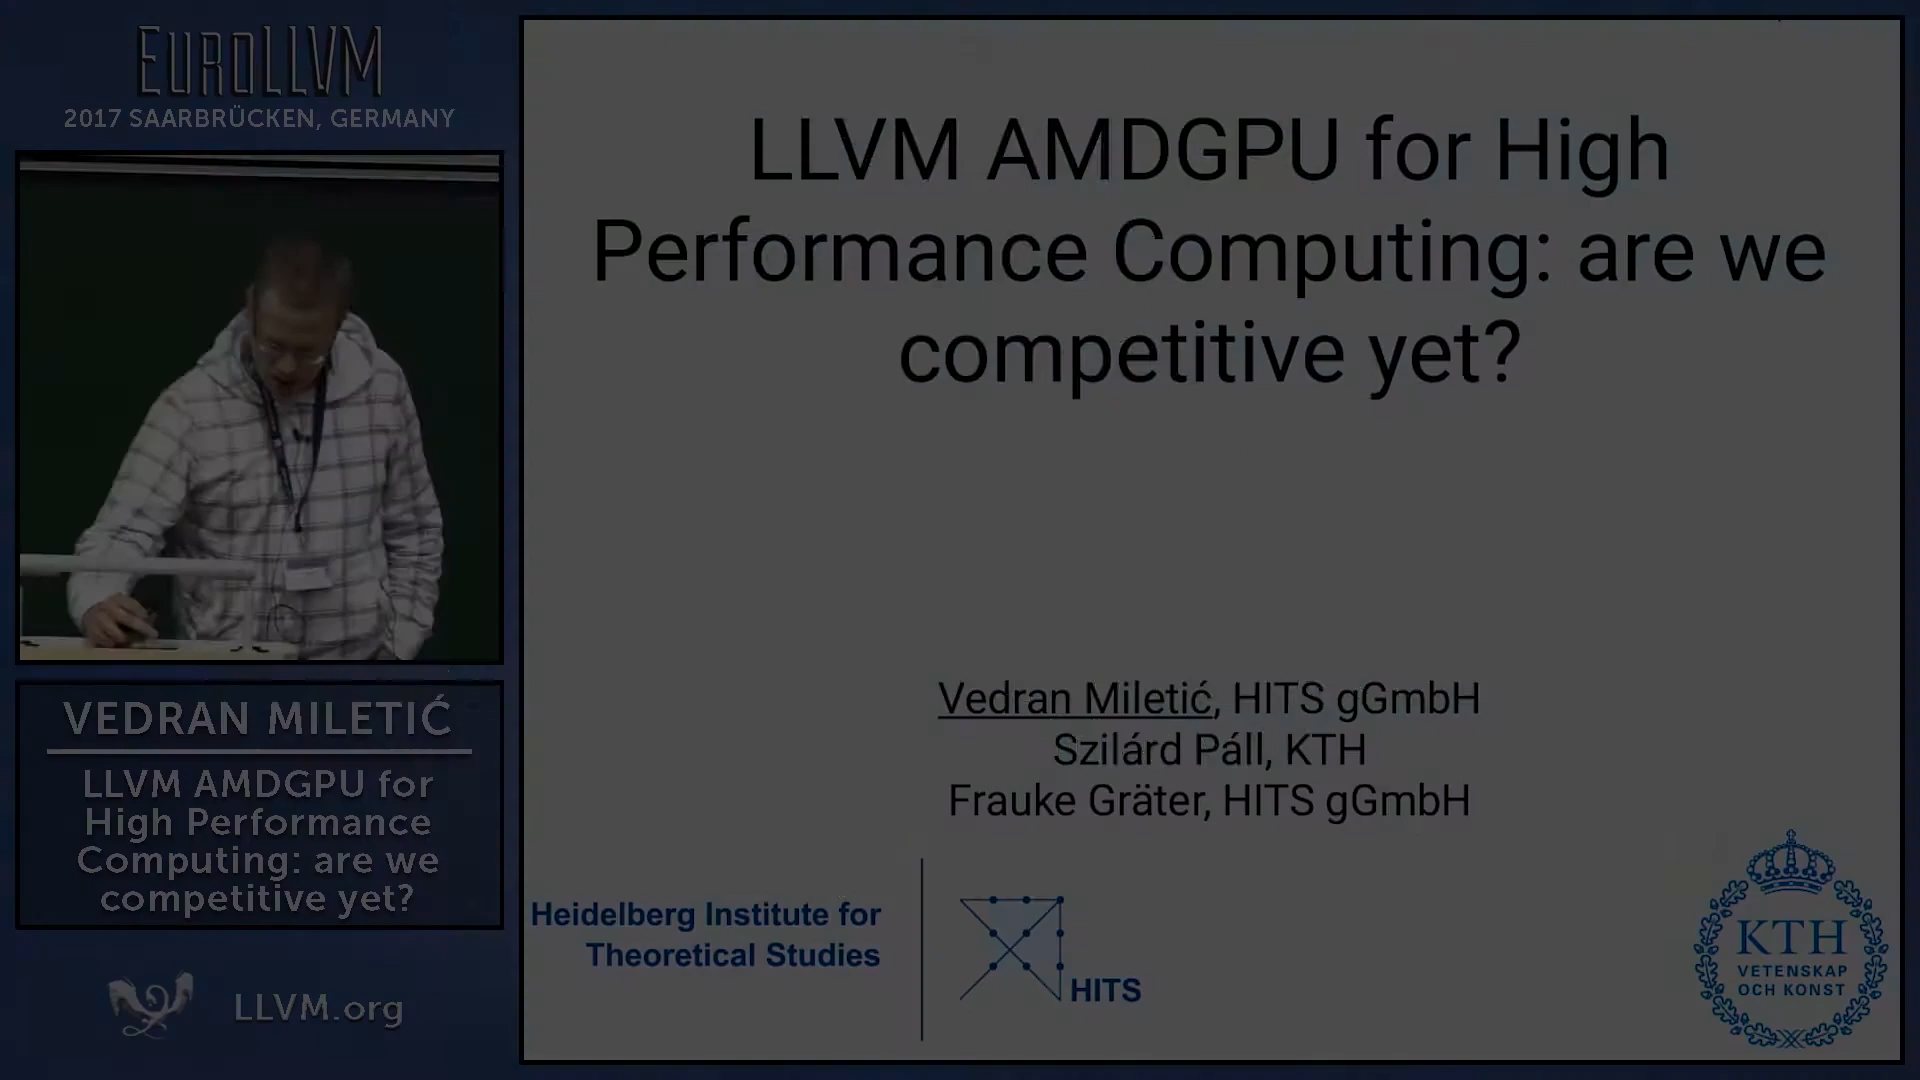 EUROLLVM
2017 SAARBRÜCKEN, GERMANY
VEDRAN MILETIĆ
LLVM AMDGPU for
High Performance
Computing: are we
competitive yet?
LLVM.org
LLVM AMDGPU for High
Performance Computing: are we
competitive yet?
Vedran Miletić, HITS gGmbH
Szilárd Páll, KTH
Frauke Gräter, HITS gGmbH
Heidelberg Institute for
Theoretical Studies
HITS
KTH
VETENSKAP
OCH KONST